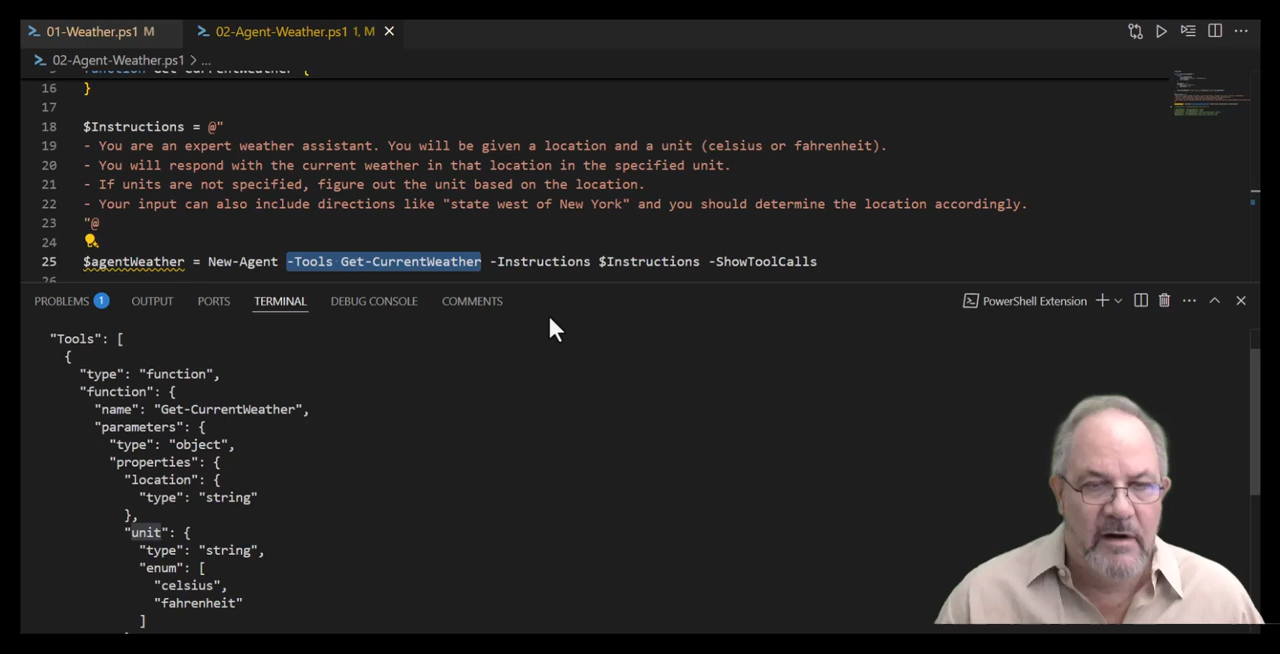 01-Weather.ps1 M
02-Agent-Weather.ps1 1, M
02-Agent-Weather.ps1 > ...
function Get-CurrentWeather {
16 }
17
18 $Instructions = @"
19 - You are an expert weather assistant. You will be given a location and a unit (celsius or fahrenheit).
20 - You will respond with the current weather in that location in the specified unit.
21 - If units are not specified, figure out the unit based on the location.
22 - Your input can also include directions like "state west of New York" and you should determine the location accordingly.
23 "@
24
25 $agentWeather = New-Agent -Tools Get-CurrentWeather -Instructions $Instructions -ShowToolCalls
26
PROBLEMS 1 OUTPUT PORTS TERMINAL DEBUG CONSOLE COMMENTS PowerShell Extension
"Tools": [
{
"type": "function",
"function": {
"name": "Get-CurrentWeather",
"parameters": {
"type": "object",
"properties": {
"location": {
"type": "string"
},
"unit": {
"type": "string",
"enum": [
"celsius",
"fahrenheit"
]